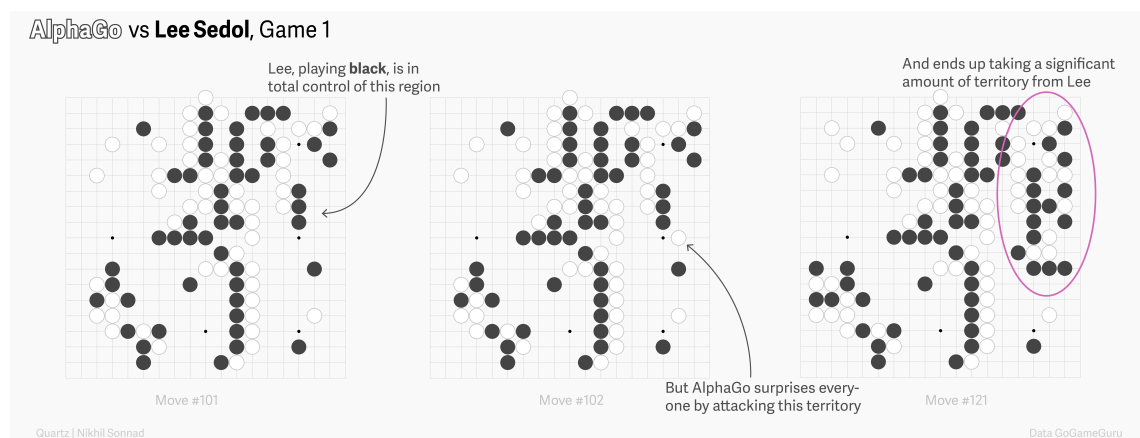 AlphaGo vs Lee Sedol, Game 1
Lee, playing black, is in
total control of this region
And ends up taking a significant
amount of territory from Lee
But AlphaGo surprises every-
one by attacking this territory
Move #101
Move #102
Move #121
Quartz | Nikhil Sonnad
Data GoGameGuru